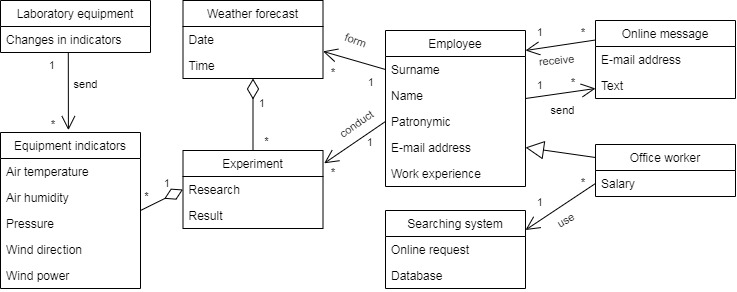 Laboratory equipment
Changes in indicators
1
send
*
Equipment indicators
Air temperature
Air humidity
Pressure
Wind direction
Wind power
Weather forecast
Date
Time
1
*
1
*
Experiment
Research
Result
form
*
1
conduct
1
*
Employee
Surname
Name
Patronymic
E-mail address
Work experience
1
*
receive
1
*
send
Online message
E-mail address
Text
Office worker
Salary
*
1
use
Searching system
Online request
Database